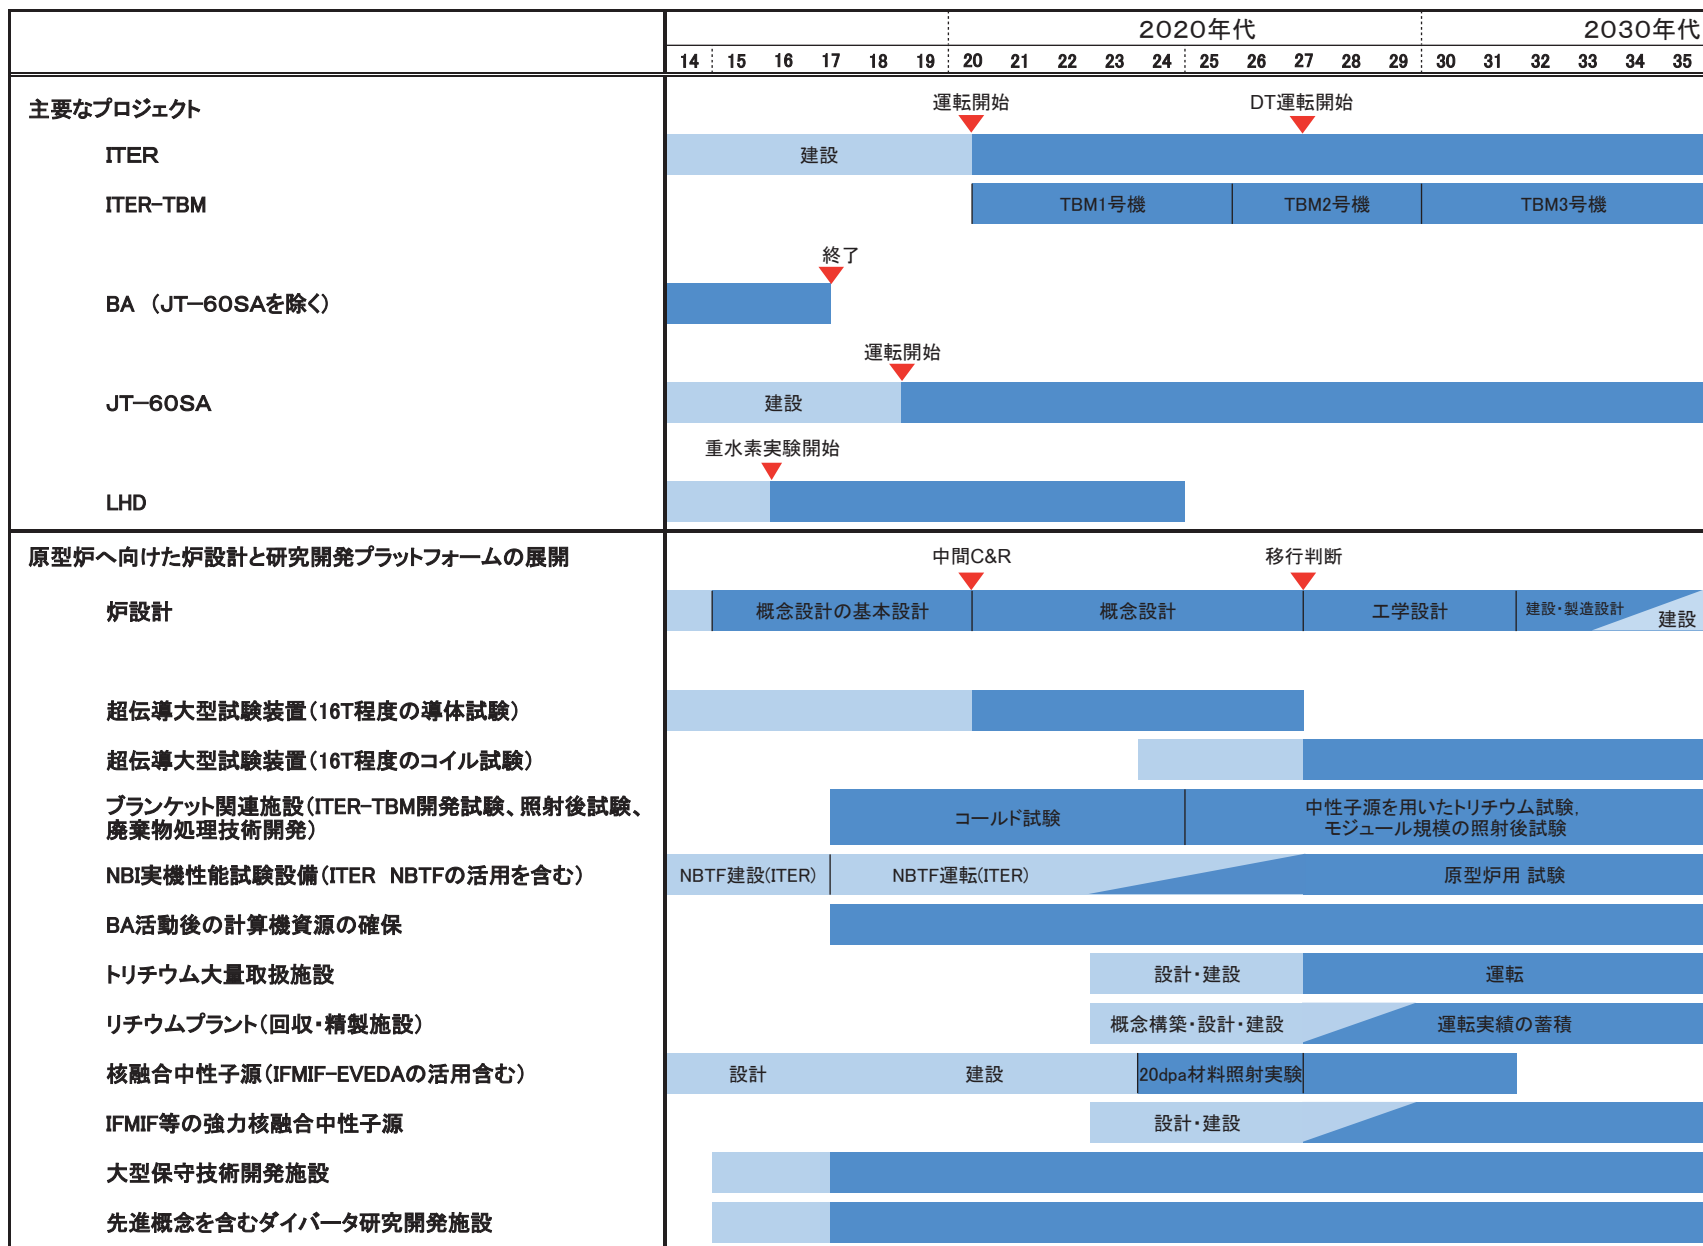 2020年代 2030年代
14 15 16 17 18 19 20 21 22 23 24 25 26 27 28 29 30 31 32 33 34 35
主要なプロジェクト
運転開始 DT運転開始
ITER 建設
ITER-TBM TBM1号機 TBM2号機 TBM3号機
終了
BA (JT-60SAを除く)
運転開始
JT-60SA 建設
重水素実験開始
LHD
原型炉へ向けた炉設計と研究開発プラットフォームの展開
中間C&R 移行判断
炉設計 概念設計の基本設計 概念設計 工学設計 建設・製造設計 建設
超伝導大型試験装置(16T程度の導体試験)
超伝導大型試験装置(16T程度のコイル試験)
ブランケット関連施設(ITER-TBM開発試験、照射後試験、
廃棄物処理技術開発)
コールド試験
中性子源を用いたトリチウム試験,
モジュール規模の照射後試験
NBI実機性能試験設備(ITER NBTFの活用を含む) NBTF建設(ITER) NBTF運転(ITER) 原型炉用 試験
BA活動後の計算機資源の確保
トリチウム大量取扱施設 設計・建設 運転
リチウムプラント(回収・精製施設) 概念構築・設計・建設 運転実績の蓄積
核融合中性子源(IFMIF-EVEDAの活用含む) 設計 建設 20dpa材料照射実験
IFMIF等の強力核融合中性子源 設計・建設
大型保守技術開発施設
先進概念を含むダイバータ研究開発施設